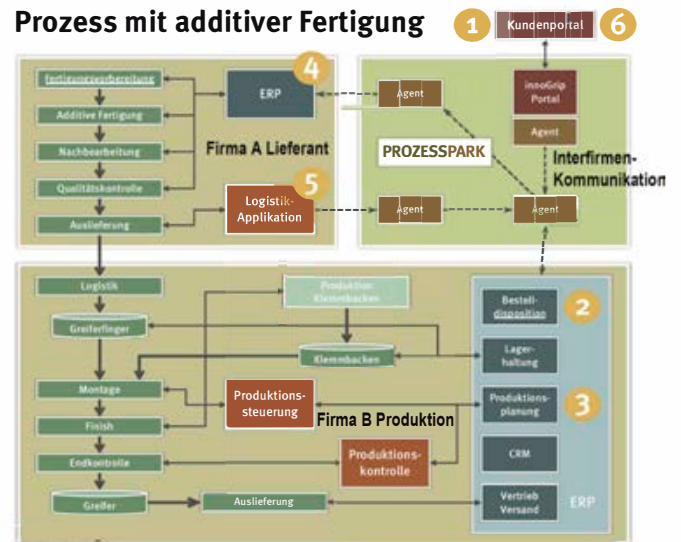 Prozess mit additiver Fertigung
1 Kundenportal 6
Fertigungsvorbereitung
Additive Fertigung
Nachbearbeitung
Qualitätskontrolle
Auslieferung
4
ERP
Firma A Lieferant
5
Logistik-
Applikation
Agent
PROZESSPARK
innoGrip
Portal
Agent
Interfirmen-
Kommunikation
Agent
Agent
Logistik
Greiferfinger
Montage
Finish
Endkontrolle
Greifer
Produktion
Klemmbacken
Klemmbacken
Produktions-
steuerung
Firma B Produktion
Produktions-
kontrolle
Auslieferung
Bestell-
disposition
2
Lager-
haltung
Produktions-
planung
3
CRM
Vertrieb
Versand
ERP